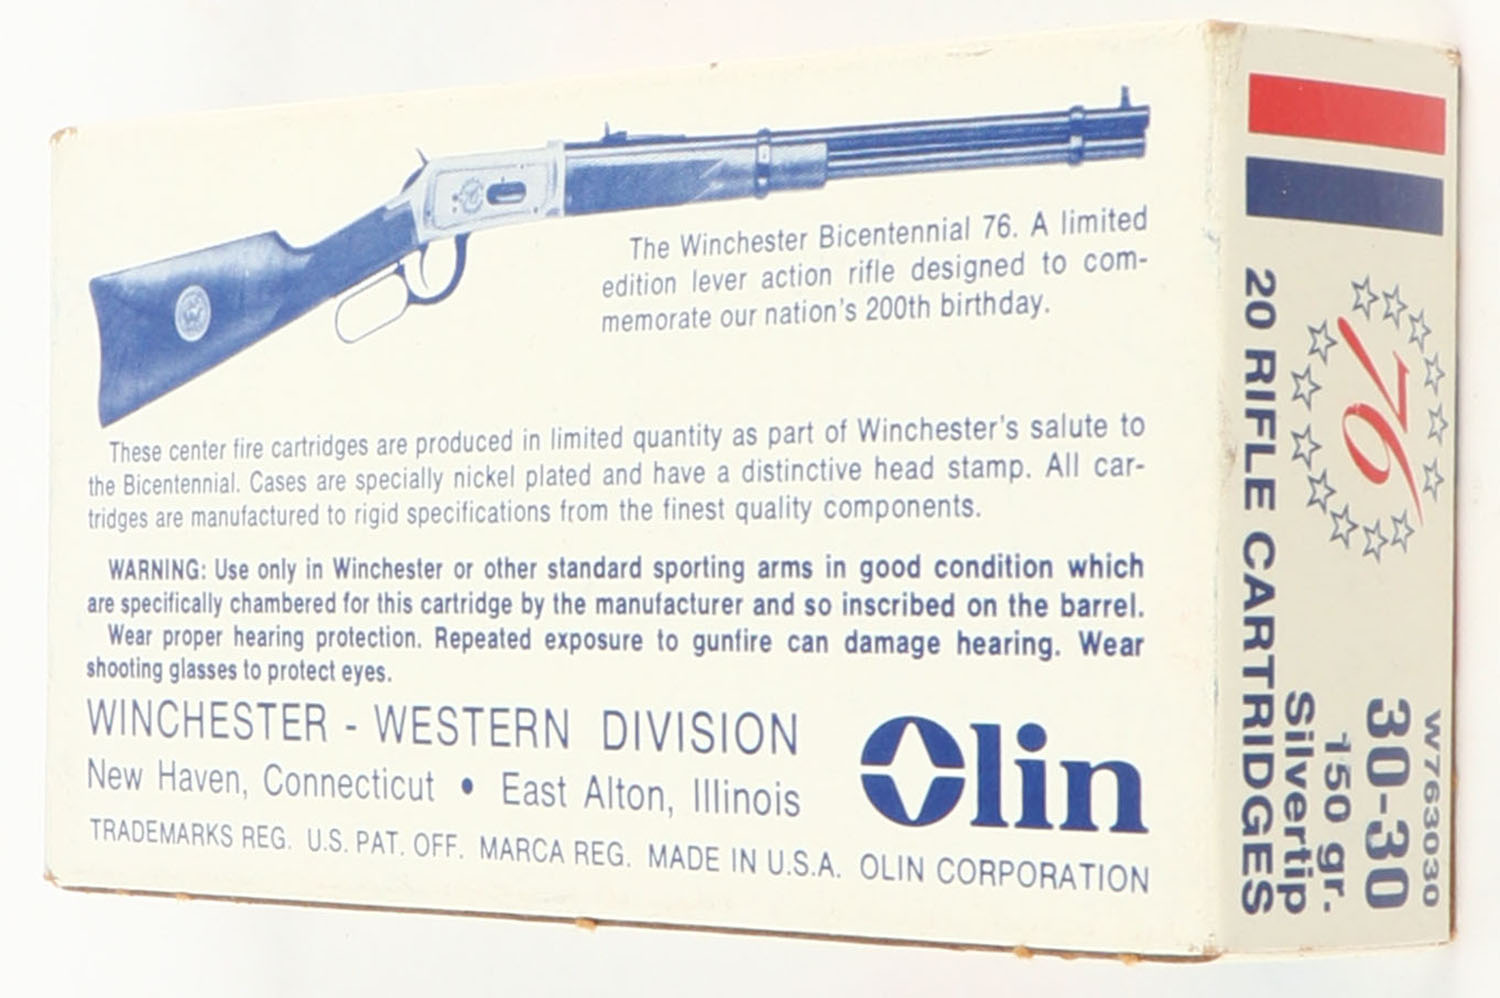 The Winchester Bicentennial 76. A limited
edition lever action rifle designed to com-
memorate our nation's 200th birthday.
These center fire cartridges are produced in limited quantity as part of Winchester's salute to
the Bicentennial. Cases are specially nickel plated and have a distinctive head stamp. All car-
tridges are manufactured to rigid specifications from the finest quality components.
WARNING: Use only in Winchester or other standard sporting arms in good condition which
are specifically chambered for this cartridge by the manufacturer and so inscribed on the barrel.
Wear proper hearing protection. Repeated exposure to gunfire can damage hearing. Wear
shooting glasses to protect eyes.
WINCHESTER - WESTERN DIVISION
New Haven, Connecticut • East Alton, Illinois
Olin
TRADEMARKS REG. U.S. PAT. OFF. MARCA REG. MADE IN U.S.A. OLIN CORPORATION
76
W763030
30-30
150 gr.
Silvertip
20 RIFLE CARTRIDGES